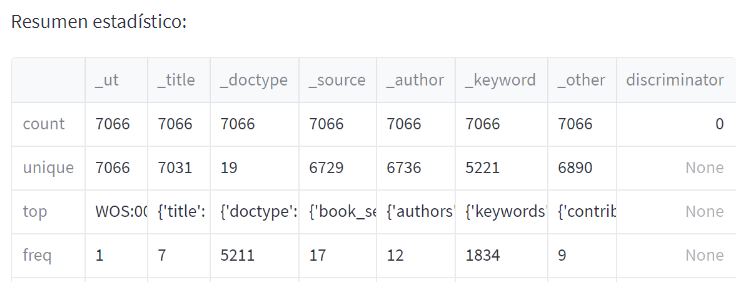 Resumen estadístico:
_ut _title _doctype _source _author _keyword _other discriminator
count 7066 7066 7066 7066 7066 7066 7066 0
unique 7066 7031 19 6729 6736 5221 6890 None
top WOS:00 {'title': {'doctype': {'book_se {'authors' {'keywords' {'contrib None
freq 1 7 5211 17 12 1834 9 None